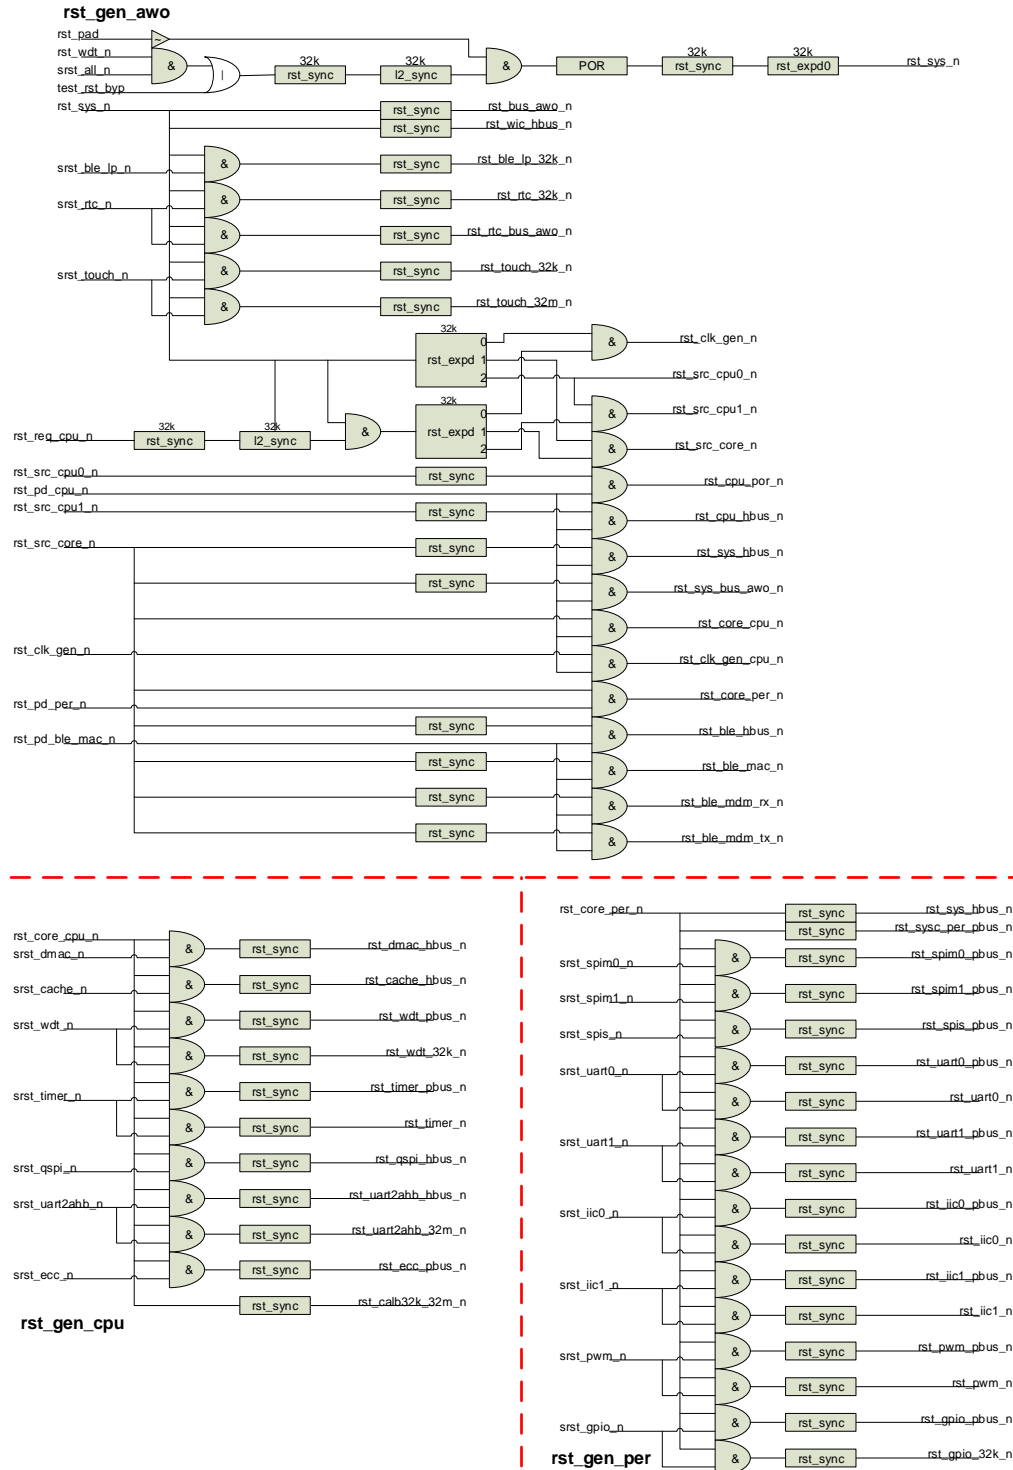 rst_gen_awo
rst_pad
~
rst_wdt_n
32k
32k
32k
32k
srst_all_n
&
|
rst_sync
l2_sync
&
POR
rst_sync
rst_expd0
rst_sys_n
test_rst_byp
rst_sys_n
rst_sync
rst_bus_awo_n
rst_sync
rst_wic_hbus_n
srst_ble_lp_n
&
rst_sync
rst_ble_lp_32k_n
srst_rtc_n
&
rst_sync
rst_rtc_32k_n
&
rst_sync
rst_rtc_bus_awo_n
srst_touch_n
&
rst_sync
rst_touch_32k_n
&
rst_sync
rst_touch_32m_n
32k
rst_expd
0
1
2
&
rst_clk_gen_n
rst_src_cpu0_n
32k
rst_expd
0
1
2
&
rst_src_cpu1_n
rst_req_cpu_n
32k
rst_sync
32k
l2_sync
&
&
rst_src_core_n
rst_src_cpu0_n
rst_sync
&
rst_cpu_por_n
rst_pd_cpu_n
rst_src_cpu1_n
rst_sync
&
rst_cpu_hbus_n
rst_src_core_n
rst_sync
&
rst_sys_hbus_n
rst_sync
&
rst_sys_bus_awo_n
&
rst_core_cpu_n
rst_clk_gen_n
&
rst_clk_gen_cpu_n
&
rst_core_per_n
rst_pd_per_n
rst_sync
&
rst_ble_hbus_n
rst_pd_ble_mac_n
rst_sync
&
rst_ble_mac_n
rst_sync
&
rst_ble_mdm_rx_n
rst_sync
&
rst_ble_mdm_tx_n
rst_core_cpu_n
srst_dmac_n
&
rst_sync
rst_dmac_hbus_n
srst_cache_n
&
rst_sync
rst_cache_hbus_n
srst_wdt_n
&
rst_sync
rst_wdt_pbus_n
&
rst_sync
rst_wdt_32k_n
srst_timer_n
&
rst_sync
rst_timer_pbus_n
&
rst_sync
rst_timer_n
srst_qspi_n
&
rst_sync
rst_qspi_hbus_n
srst_uart2ahb_n
&
rst_sync
rst_uart2ahb_hbus_n
&
rst_sync
rst_uart2ahb_32m_n
srst_ecc_n
&
rst_sync
rst_ecc_pbus_n
rst_sync
rst_calb32k_32m_n
rst_gen_cpu
rst_core_per_n
rst_sync
rst_sys_hbus_n
rst_sync
rst_sysc_per_pbus_n
srst_spim0_n
&
rst_sync
rst_spim0_pbus_n
srst_spim1_n
&
rst_sync
rst_spim1_pbus_n
srst_spis_n
&
rst_sync
rst_spis_pbus_n
srst_uart0_n
&
rst_sync
rst_uart0_pbus_n
&
rst_sync
rst_uart0_n
srst_uart1_n
&
rst_sync
rst_uart1_pbus_n
&
rst_sync
rst_uart1_n
srst_iic0_n
&
rst_sync
rst_iic0_pbus_n
&
rst_sync
rst_iic0_n
srst_iic1_n
&
rst_sync
rst_iic1_pbus_n
&
rst_sync
rst_iic1_n
srst_pwm_n
&
rst_sync
rst_pwm_pbus_n
&
rst_sync
rst_pwm_n
srst_gpio_n
&
rst_sync
rst_gpio_pbus_n
&
rst_sync
rst_gpio_32k_n
rst_gen_per